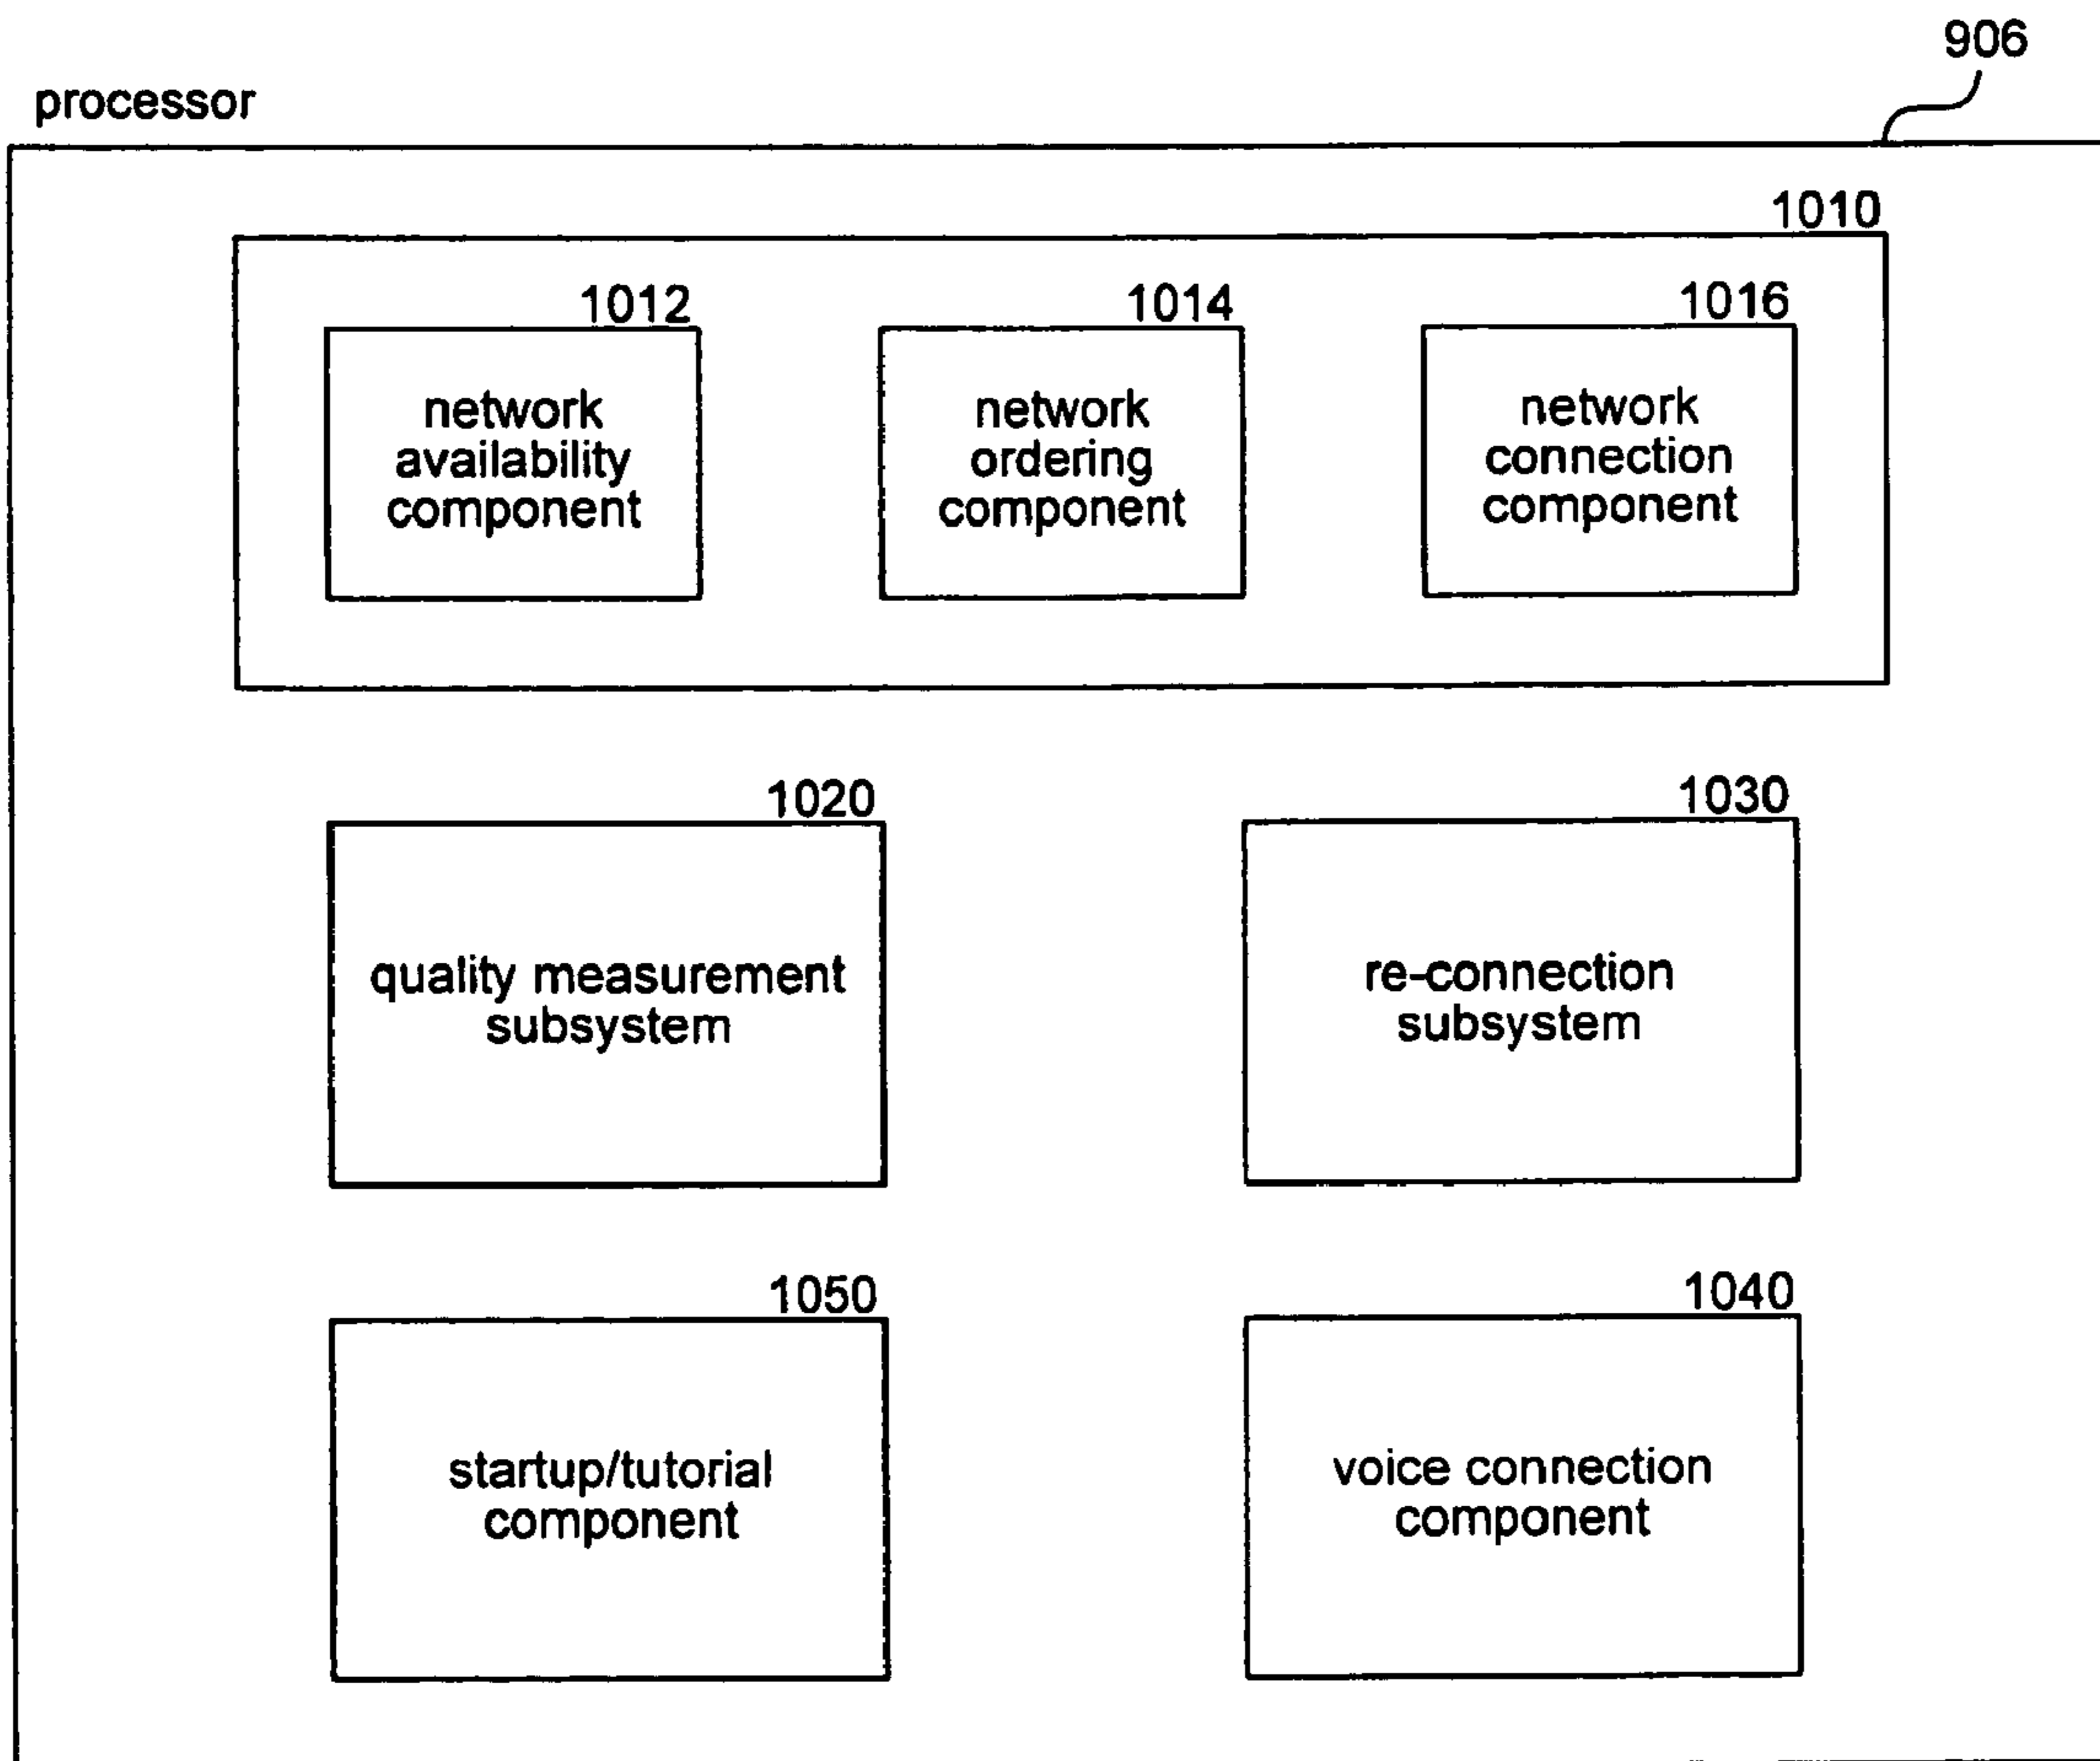 906
processor
1010
1012
1014
1016
network
availability
component
network
ordering
component
network
connection
component
1020
1030
quality measurement
subsystem
re-connection
subsystem
1050
1040
startup/tutorial
component
voice connection
component